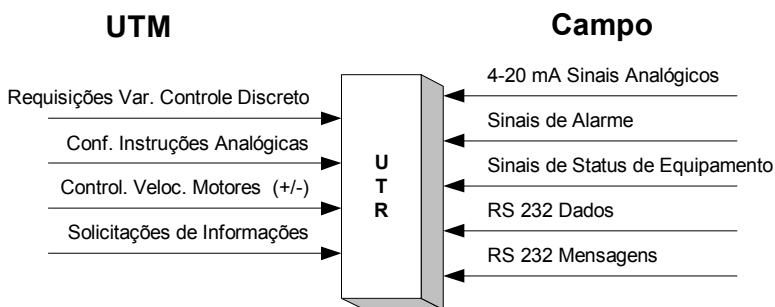 UTM
Campo
Requisições Var. Controle Discreto
Conf. Instruções Analógicas
Control. Veloc. Motores (+/-)
Solicitações de Informações
U
T
R
4-20 mA Sinais Analógicos
Sinais de Alarme
Sinais de Status de Equipamento
RS 232 Dados
RS 232 Mensagens